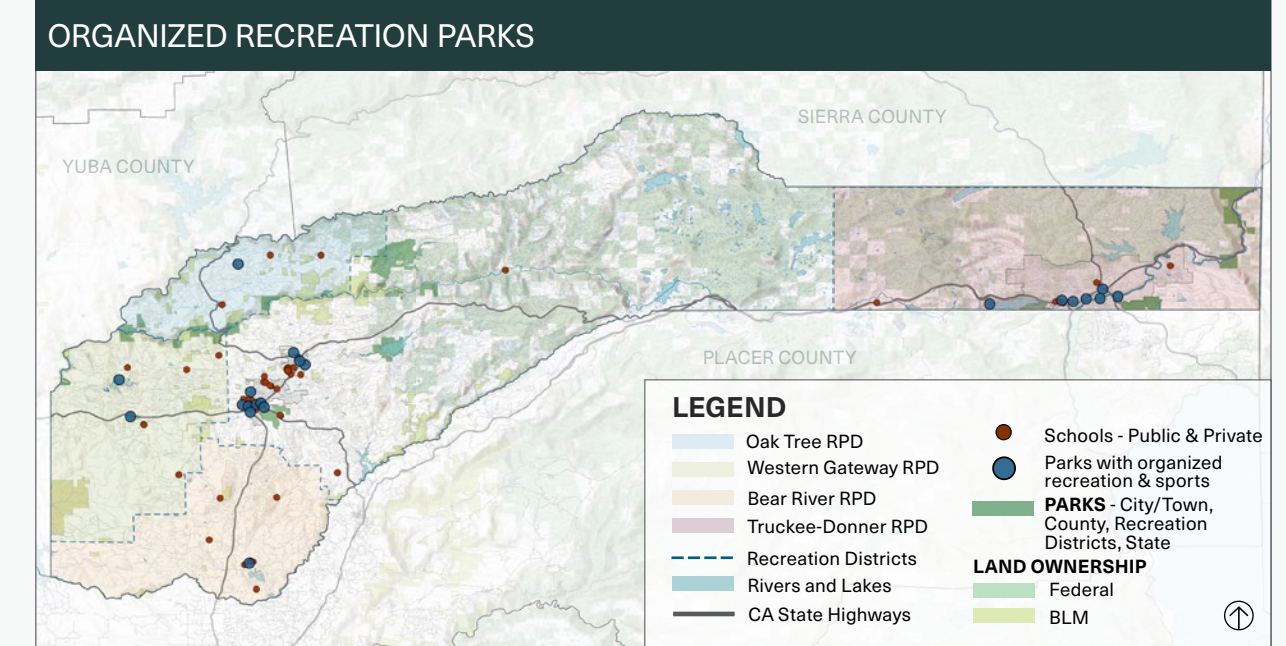 ORGANIZED RECREATION PARKS
SIERRA COUNTY
YUBA COUNTY
PLACER COUNTY
LEGEND
Oak Tree RPD
Western Gateway RPD
Bear River RPD
Truckee-Donner RPD
Recreation Districts
Rivers and Lakes
CA State Highways
Schools - Public & Private
Parks with organized
recreation & sports
PARKS - City/Town,
County, Recreation
Districts, State
LAND OWNERSHIP
Federal
BLM